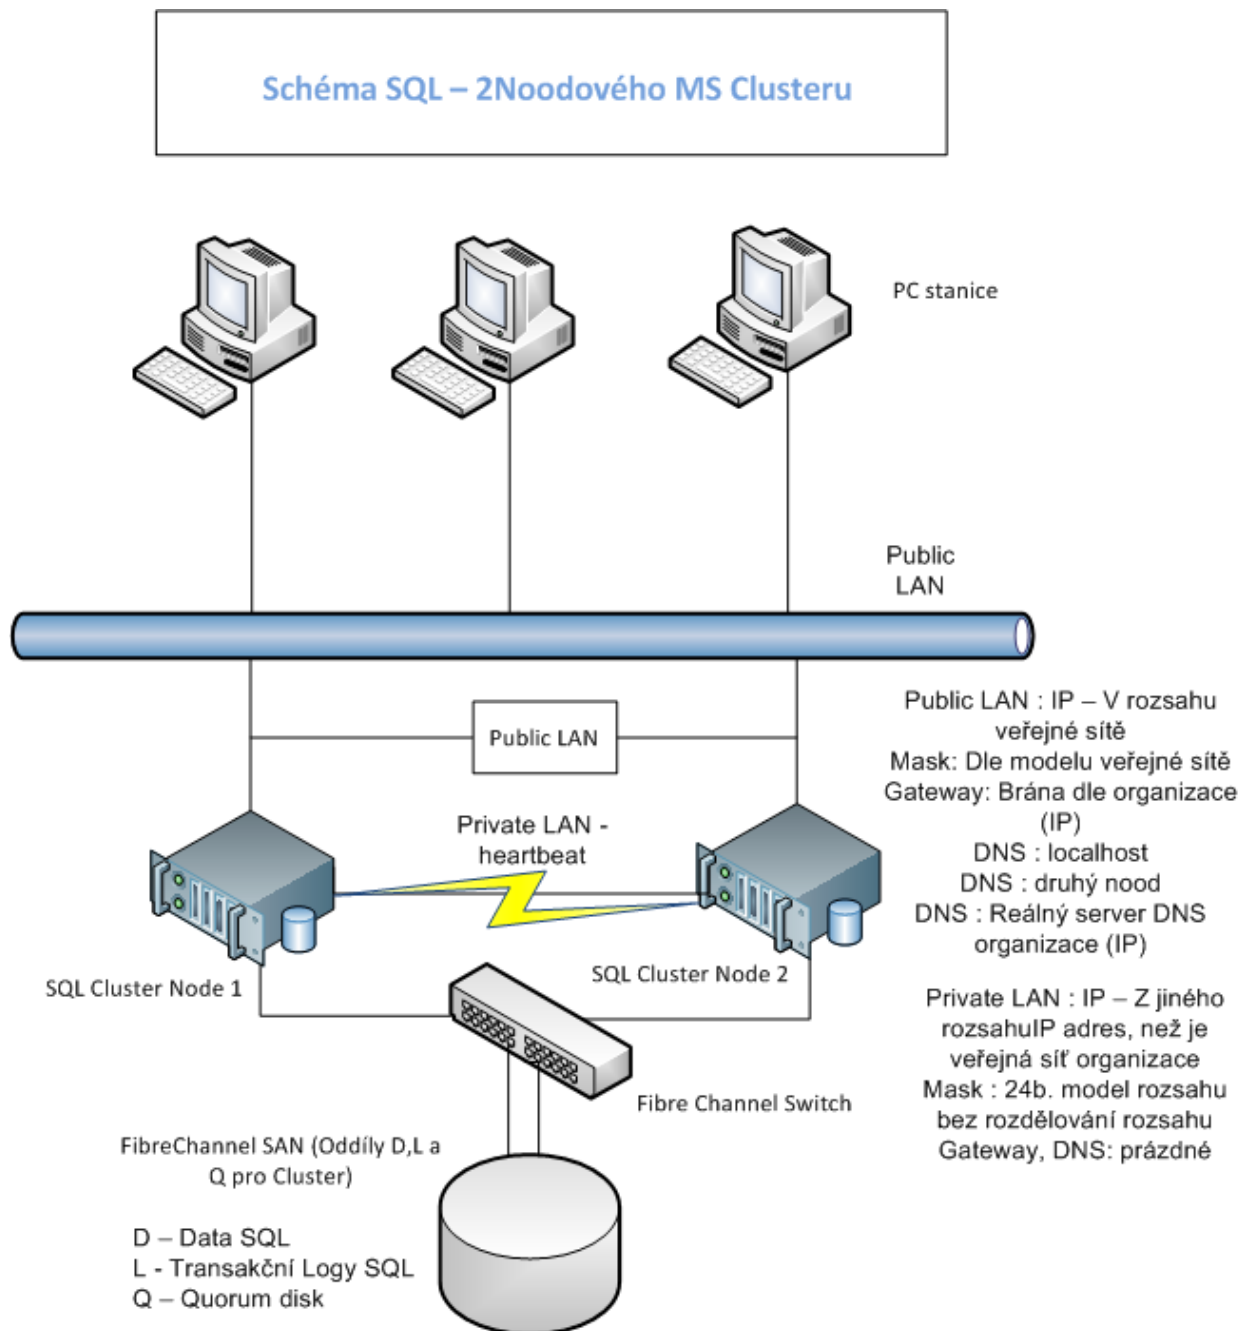 Schéma SQL – 2Noodového MS Clusteru
PC stanice
Public
LAN
Public LAN
Public LAN : IP – V rozsahu
veřejné sítě
Mask: Dle modelu veřejné sítě
Gateway: Brána dle organizace
(IP)
DNS : localhost
DNS : druhý nood
DNS : Reálný server DNS
organizace (IP)
Private LAN -
heartbeat
SQL Cluster Node 1
SQL Cluster Node 2
Private LAN : IP – Z jiného
rozsahuIP adres, než je
veřejná síť organizace
Mask : 24b. model rozsahu
bez rozdělování rozsahu
Gateway, DNS: prázdné
Fibre Channel Switch
FibreChannel SAN (Oddíly D,L a
Q pro Cluster)
D – Data SQL
L - Transakční Logy SQL
Q – Quorum disk